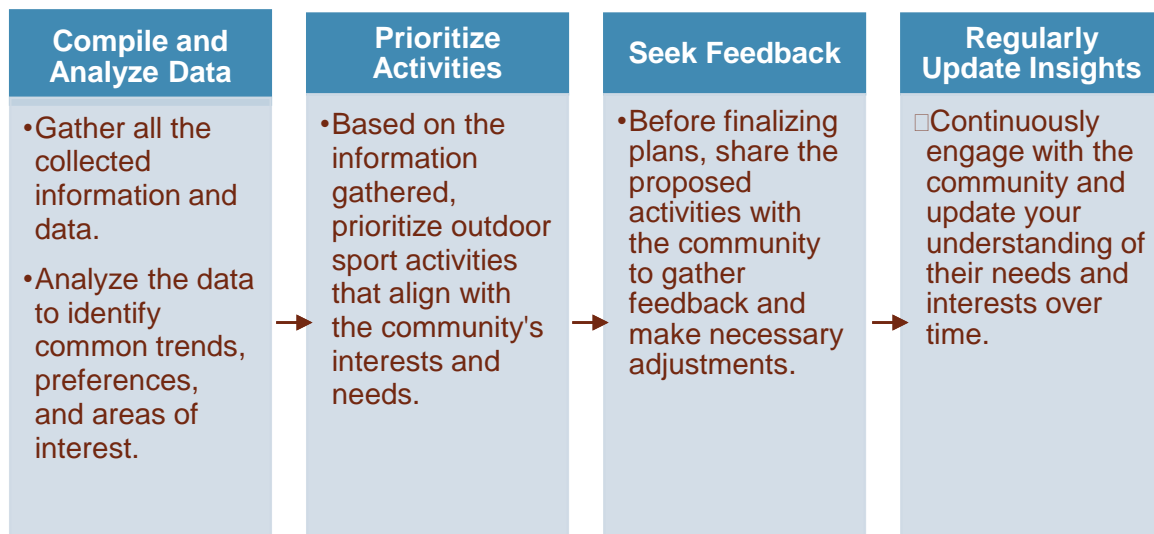 Compile and
Analyze Data
•Gather all the
collected
information and
data.
•Analyze the data
to identify
common trends,
preferences,
and areas of
interest.
Prioritize
Activities
•Based on the
information
gathered,
prioritize outdoor
sport activities
that align with
the community's
interests and
needs.
Seek Feedback
•Before finalizing
plans, share the
proposed
activities with
the community
to gather
feedback and
make necessary
adjustments.
Regularly
Update Insights
□Continuously
engage with the
community and
update your
understanding of
their needs and
interests over
time.